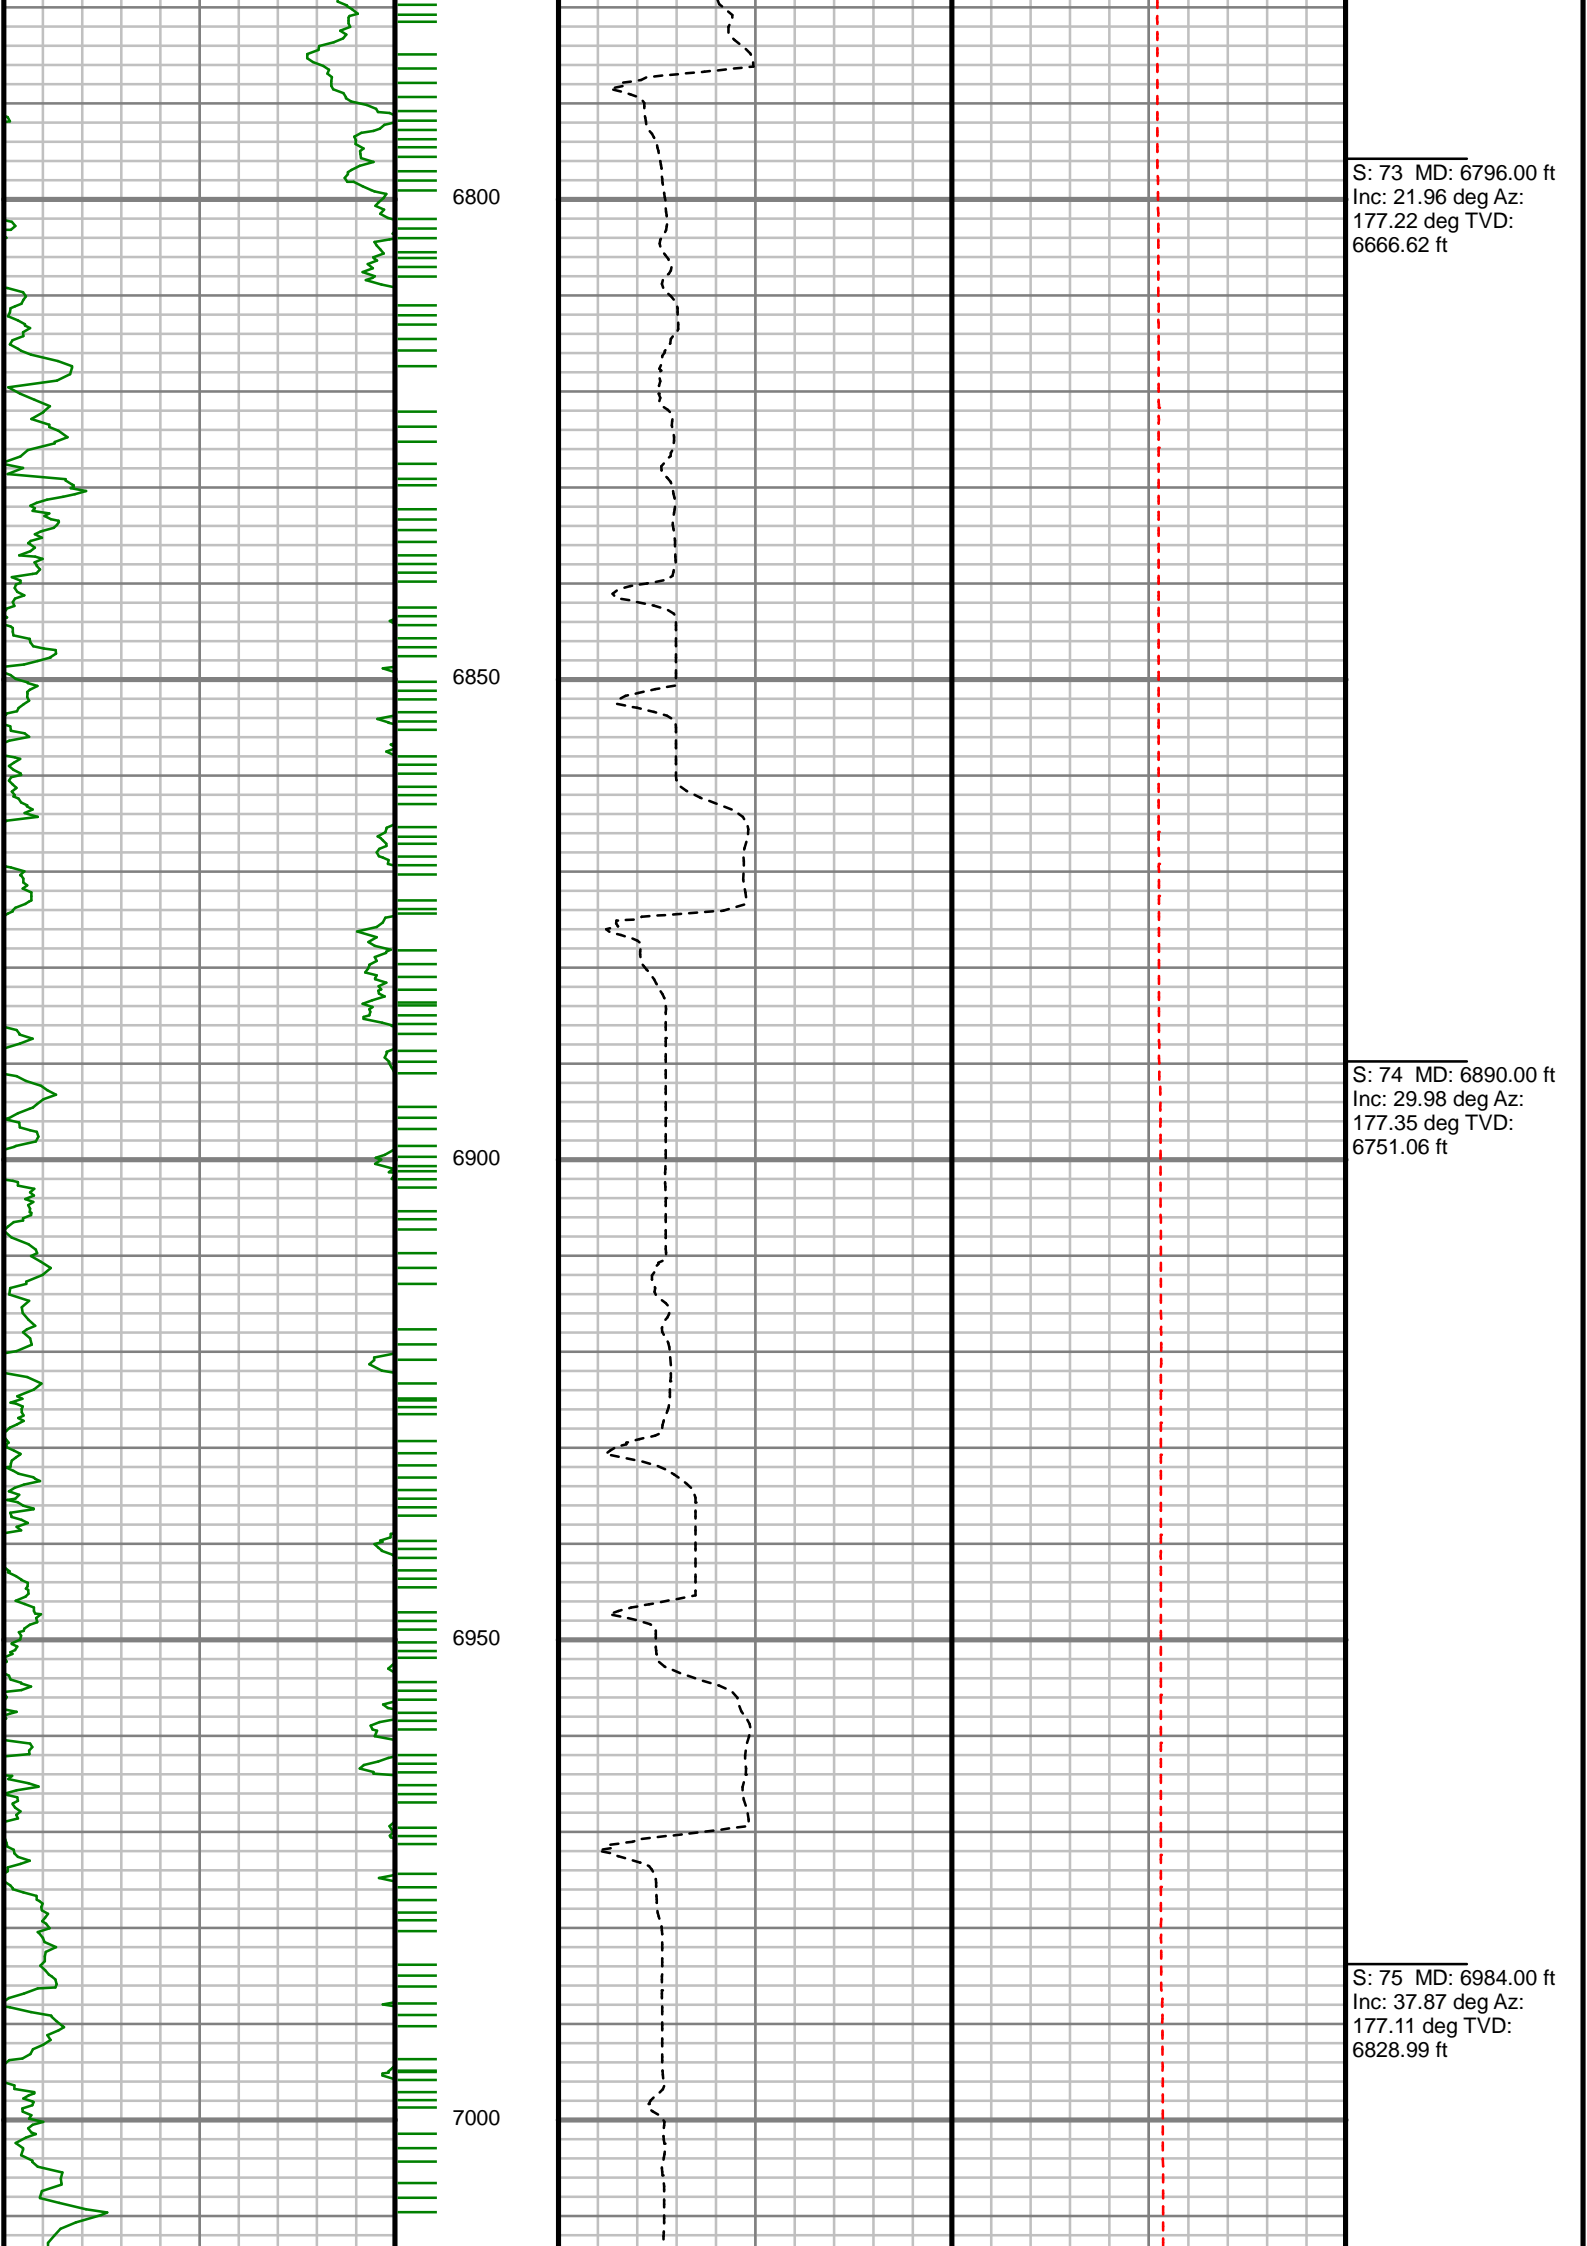 S: 73 MD: 6796.00 ft
Inc: 21.96 deg Az:
177.22 deg TVD:
6666.62 ft
6800
6850
S: 74 MD: 6890.00 ft
Inc: 29.98 deg Az:
177.35 deg TVD:
6751.06 ft
6900
6950
S: 75 MD: 6984.00 ft
Inc: 37.87 deg Az:
177.11 deg TVD:
6828.99 ft
7000